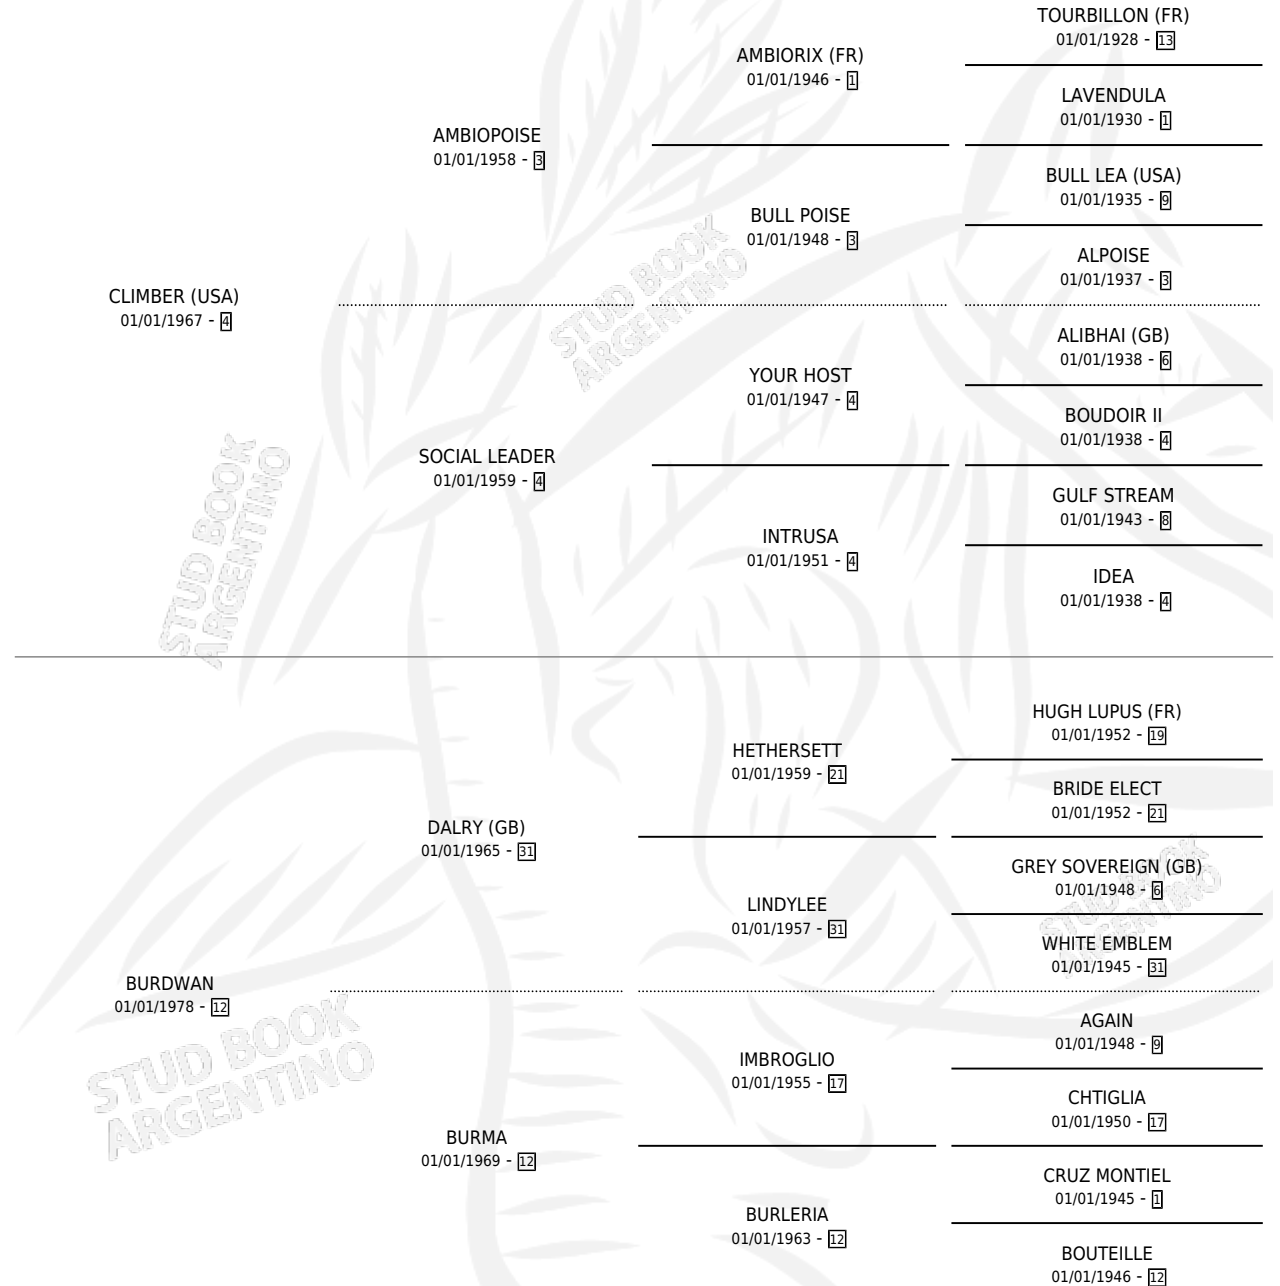 TOURBILLON (FR)
01/01/1928 - 13
AMBIORIX (FR)
01/01/1946 - 1
LAVENDULA
01/01/1930 - 1
AMBIOPOISE
01/01/1958 - 3
BULL LEA (USA)
01/01/1935 - 9
BULL POISE
01/01/1948 - 3
ALPOISE
01/01/1937 - 3
CLIMBER (USA)
01/01/1967 - 4
ALIBHAI (GB)
01/01/1938 - 6
YOUR HOST
01/01/1947 - 4
BOUDOIR II
01/01/1938 - 4
SOCIAL LEADER
01/01/1959 - 4
GULF STREAM
01/01/1943 - 8
INTRUSA
01/01/1951 - 4
IDEA
01/01/1938 - 4
HUGH LUPUS (FR)
01/01/1952 - 19
HETHERSETT
01/01/1959 - 21
BRIDE ELECT
01/01/1952 - 21
DALRY (GB)
01/01/1965 - 31
GREY SOVEREIGN (GB)
01/01/1948 - 6
LINDYLEE
01/01/1957 - 31
WHITE EMBLEM
01/01/1945 - 31
BURDWAN
01/01/1978 - 12
AGAIN
01/01/1948 - 9
IMBROGLIO
01/01/1955 - 17
CHTIGLIA
01/01/1950 - 17
BURMA
01/01/1969 - 12
CRUZ MONTIEL
01/01/1945 - 1
BURLERIA
01/01/1963 - 12
BOUTEILLE
01/01/1946 - 12
STUD BOOK
ARGENTINO
STUD BOOK
ARGENTINO
STUD BOOK
ARGENTINO
STUD BOOK
ARGENTINO